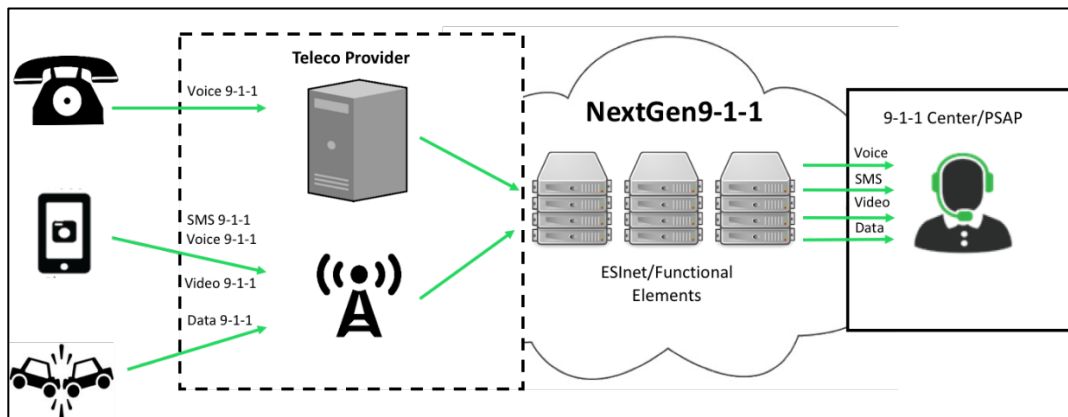 Teleco Provider
Voice 9-1-1
SMS 9-1-1
Voice 9-1-1
Video 9-1-1
Data 9-1-1
NextGen9-1-1
ESInet/Functional
Elements
9-1-1 Center/PSAP
Voice
SMS
Video
Data